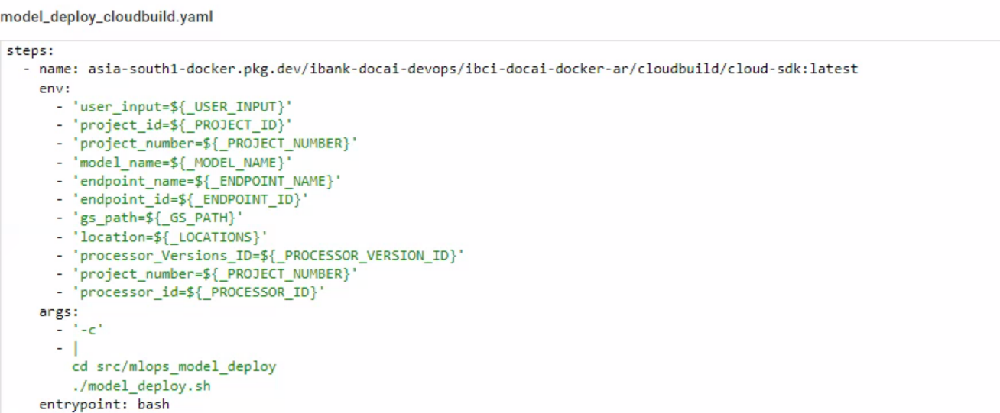 model_deploy_cloudbuild.yaml
steps:
  - name: asia-south1-docker.pkg.dev/ibank-docai-devops/ibci-docai-docker-ar/cloudbuild/cloud-sdk:latest
    env:
      - 'user_input=${_USER_INPUT}'
      - 'project_id=${_PROJECT_ID}'
      - 'project_number=${_PROJECT_NUMBER}'
      - 'model_name=${_MODEL_NAME}'
      - 'endpoint_name=${_ENDPOINT_NAME}'
      - 'endpoint_id=${_ENDPOINT_ID}'
      - 'gs_path=${_GS_PATH}'
      - 'location=${_LOCATIONS}'
      - 'processor_Versions_ID=${_PROCESSOR_VERSION_ID}'
      - 'project_number=${_PROJECT_NUMBER}'
      - 'processor_id=${_PROCESSOR_ID}'
    args:
      - '-c'
      - |
        cd src/mlops_model_deploy
        ./model_deploy.sh
    entrypoint: bash